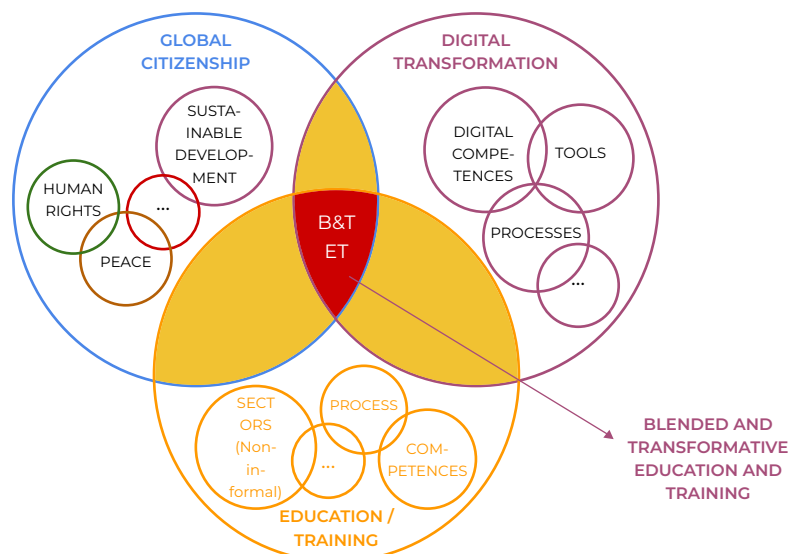 GLOBAL
CITIZENSHIP
DIGITAL
TRANSFORMATION
SUSTA-
INABLE
DEVELOP-
MENT
HUMAN
RIGHTS
...
PEACE
DIGITAL
COMPE-
TENCES
TOOLS
PROCESSES
...
B&T
ET
SECT
ORS
(Non-
in-
formal)
PROCESS
...
COM-
PETENCES
EDUCATION /
TRAINING
BLENDED AND
TRANSFORMATIVE
EDUCATION AND
TRAINING